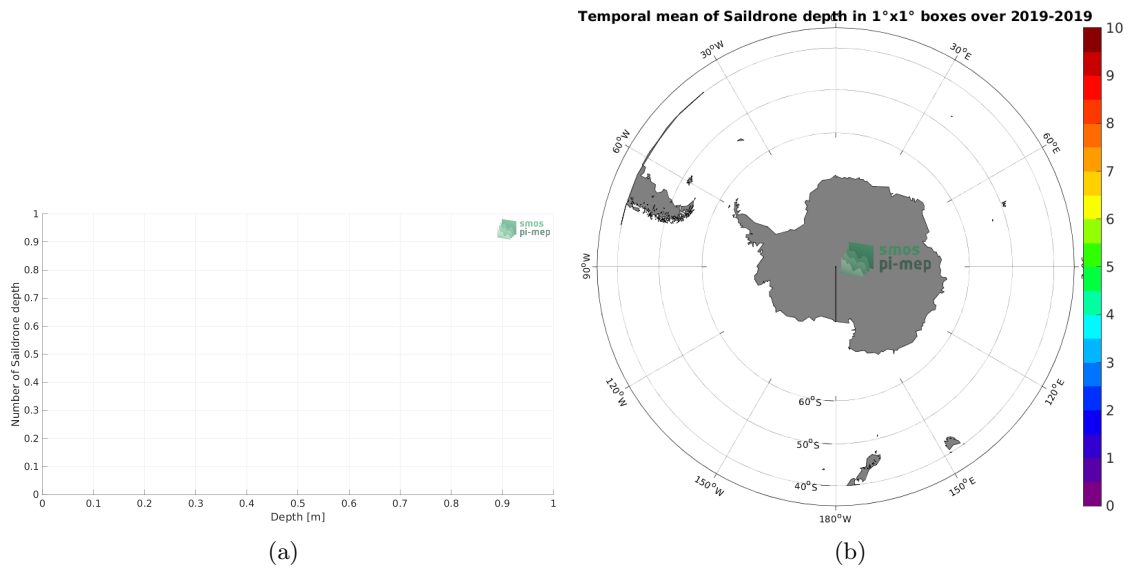 Temporal mean of Saildrone depth in 1°x1° boxes over 2019-2019
30°W
30°E
60°W
60°E
90°W
120°W
120°E
150°W
150°E
180°W
60°S
50°S
40°S
smos
pi-mep
10
9
8
7
6
5
4
3
2
1
0
1
0.9
0.8
0.7
0.6
0.5
0.4
0.3
0.2
0.1
0
Number of Saildrone depth
smos
pi-mep
0 0.1 0.2 0.3 0.4 0.5 0.6 0.7 0.8 0.9 1
Depth [m]
(a)
(b)